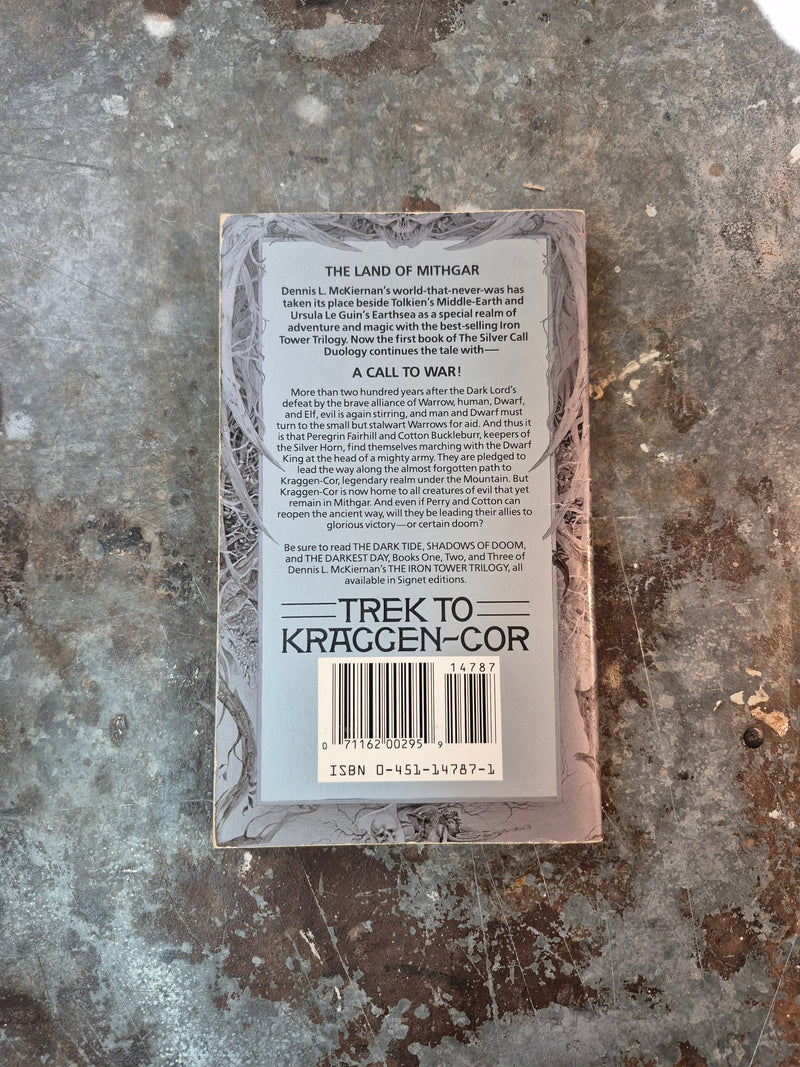 THE LAND OF MITHGAR
Dennis L. McKiernan's world-that-never-was has
taken its place beside Tolkien's Middle-Earth and
Ursula Le Guin's Earthsea as a special realm of
adventure and magic with the best-selling Iron
Tower Trilogy. Now the first book of The Silver Call
Duology continues the tale with—
A CALL TO WAR!
More than two hundred years after the Dark Lord's
defeat by the brave alliance of Warrow, human, Dwarf,
and Elf, evil is again stirring, and man and Dwarf must
turn to the small but stalwart Warrows for aid. And thus it
is that Peregrin Fairhill and Cotton Buckleburr, keepers of
the Silver Horn, find themselves marching with the Dwarf
King at the head of a mighty army. They are pledged to
lead the way along the almost forgotten path to
Kraggen-Cor, legendary realm under the Mountain. But
Kraggen-Cor is now home to all creatures of evil that yet
remain in Mithgar. And even if Perry and Cotton can
reopen the ancient way, will they be leading their allies to
glorious victory—or certain doom?
Be sure to read THE DARK TIDE, SHADOWS OF DOOM,
and THE DARKEST DAY, Books One, Two, and Three of
Dennis L. McKiernan's THE IRON TOWER TRILOGY, all
available in Signet editions.
TREK TO
KRAGGEN-COR
14787
0 71162 00295 9
ISBN 0-451-14787-1